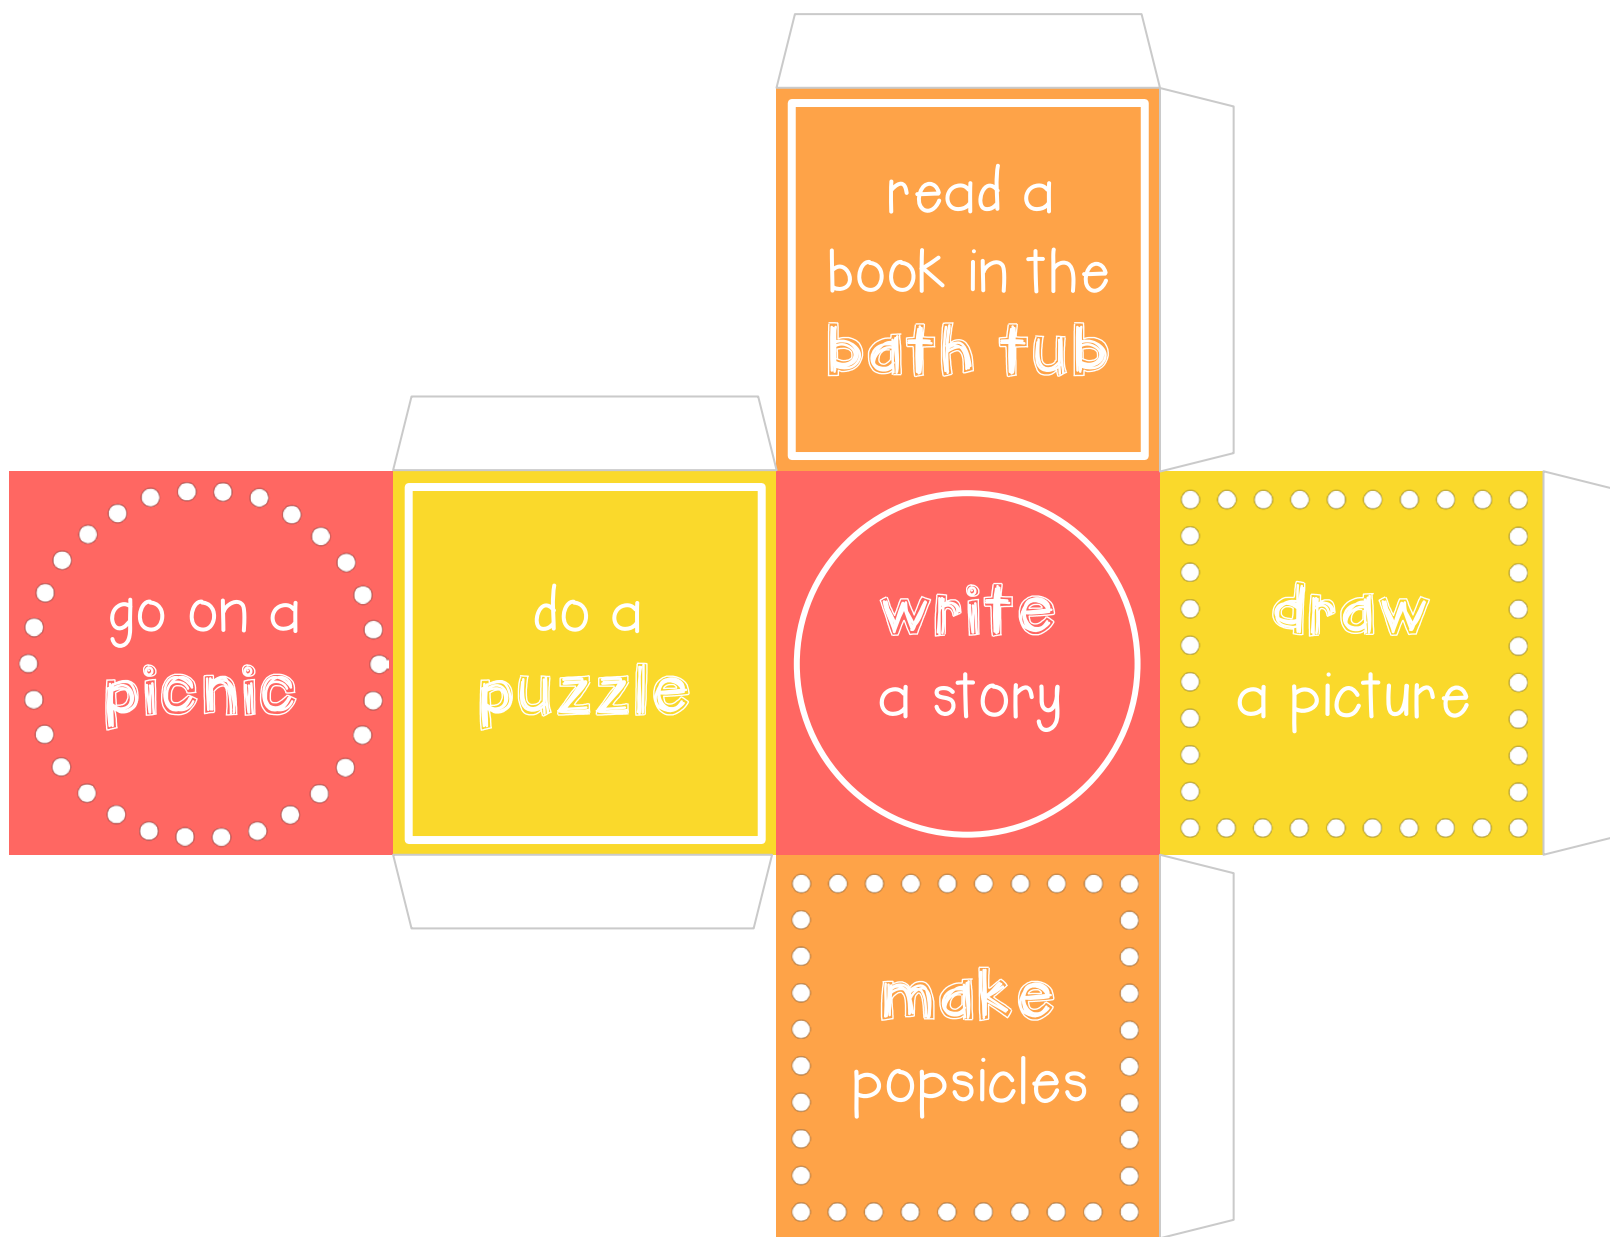 read a
book in the
bath tub
go on a
picnic
do a
puzzle
write
a story
draw
a picture
make
popsicles